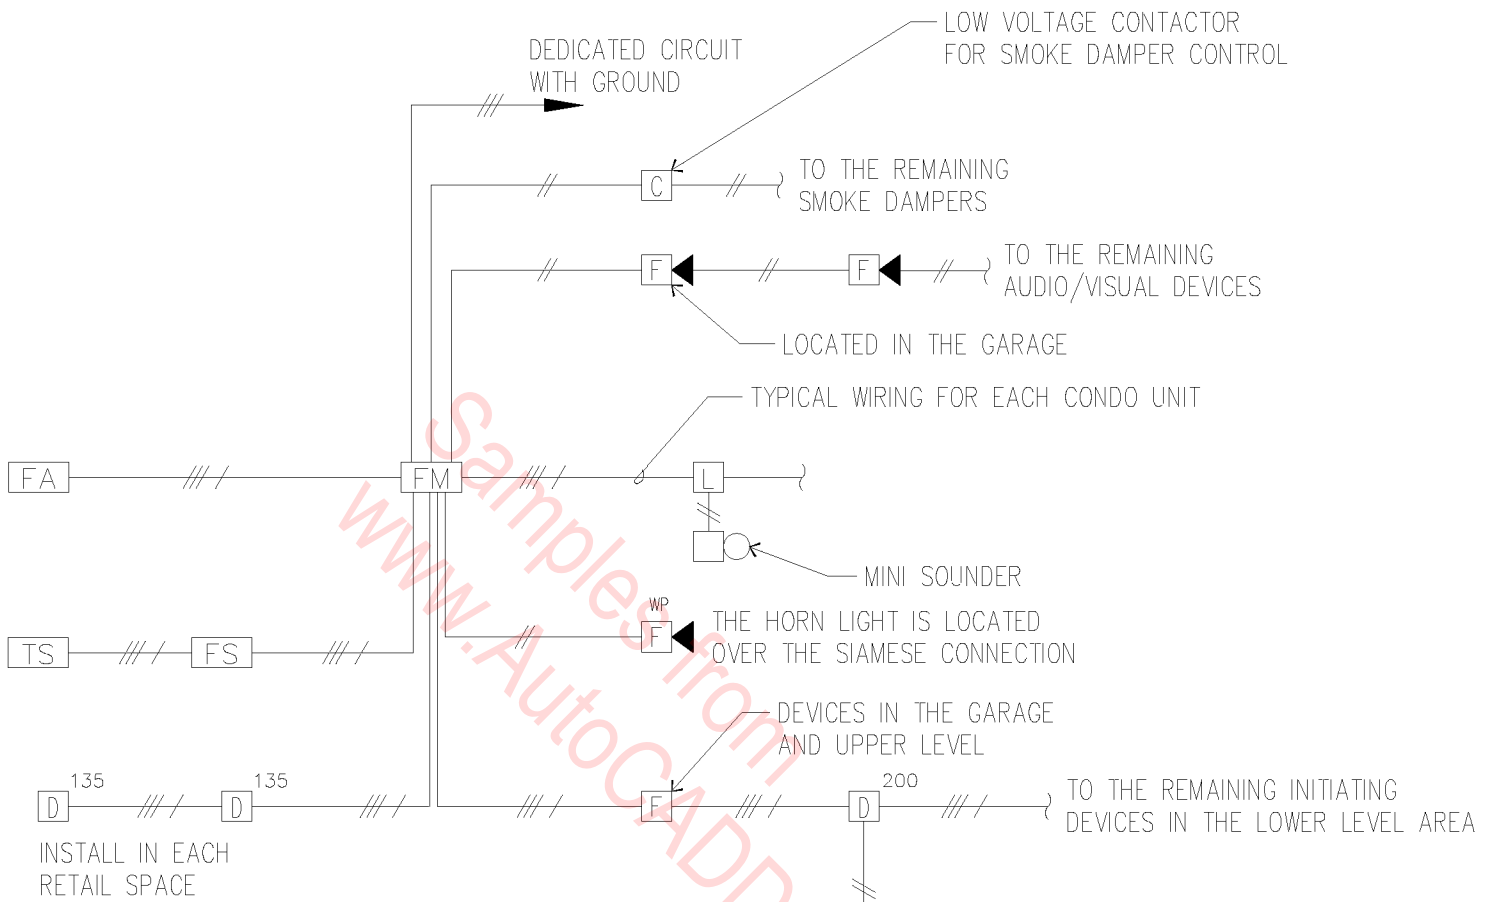 LOW VOLTAGE CONTACTOR
FOR SMOKE DAMPER CONTROL
DEDICATED CIRCUIT
WITH GROUND
C
TO THE REMAINING
SMOKE DAMPERS
F
F
TO THE REMAINING
AUDIO/VISUAL DEVICES
LOCATED IN THE GARAGE
TYPICAL WIRING FOR EACH CONDO UNIT
FA
FM
L
MINI SOUNDER
WP
F
THE HORN LIGHT IS LOCATED
OVER THE SIAMESE CONNECTION
TS
FS
DEVICES IN THE GARAGE
AND UPPER LEVEL
135
D
135
D
F
200
D
TO THE REMAINING INITIATING
DEVICES IN THE LOWER LEVEL AREA
INSTALL IN EACH
RETAIL SPACE
Samples from
www.AutoCADD